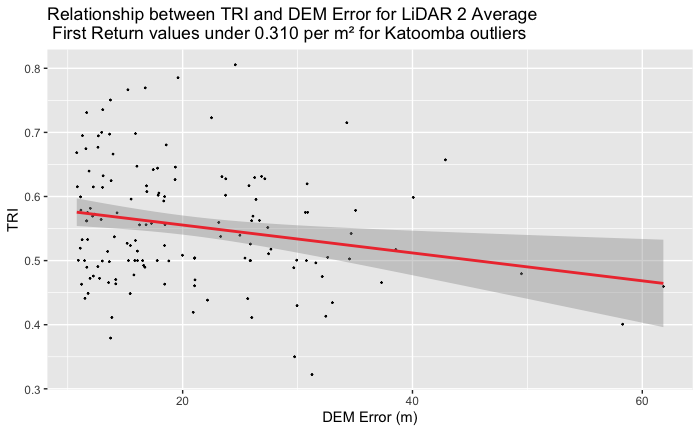 Relationship between TRI and DEM Error for LiDAR 2 Average
First Return values under 0.310 per m² for Katoomba outliers
TRI
0.8
0.7
0.6
0.5
0.4
0.3
20 40 60
DEM Error (m)